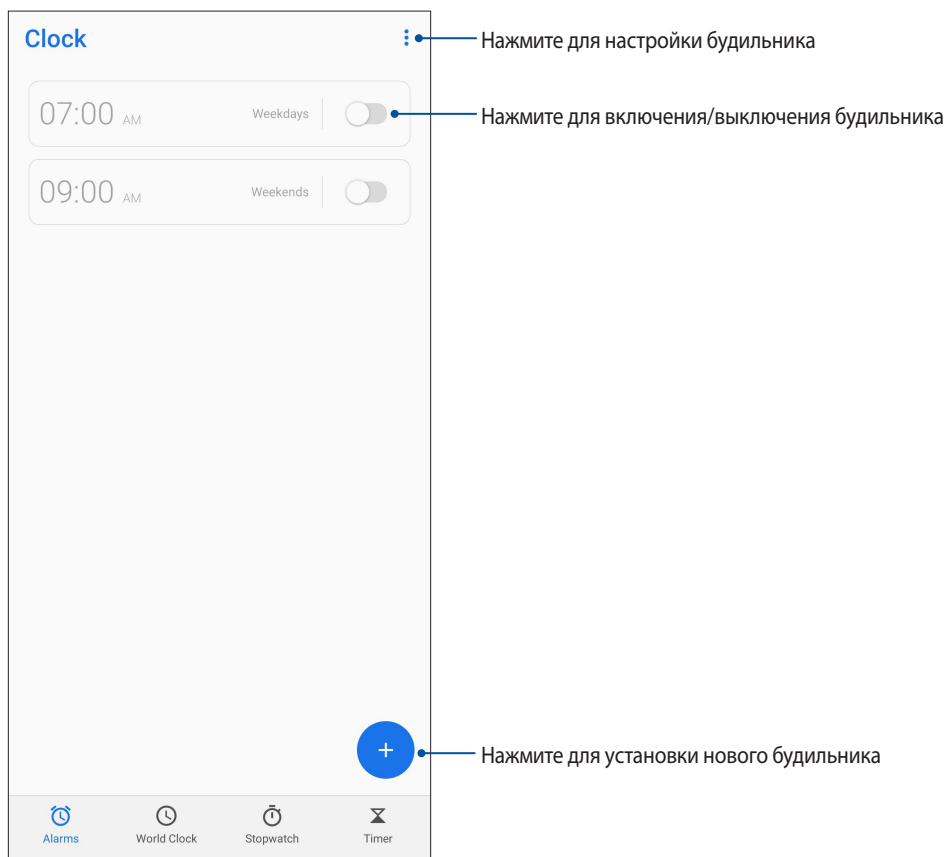 Clock
Нажмите для настройки будильника
07:00 AM Weekdays
Нажмите для включения/выключения будильника
09:00 AM Weekends
+
Нажмите для установки нового будильника
Alarms World Clock Stopwatch Timer